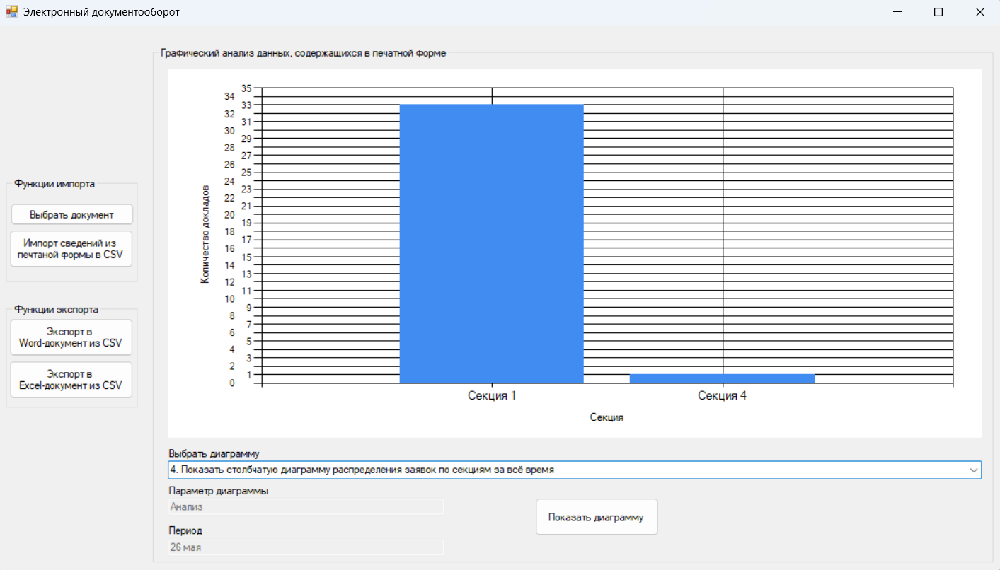 Электронный документооборот
Графический анализ данных, содержащихся в печатной форме
35
34
33
32
31
30
29
28
27
26
25
24
23
22
21
20
19
18
17
16
15
14
13
12
11
10
9
8
7
6
5
4
3
2
1
0
Количество докладов
Секция 1
Секция 4
Секция
Функции импорта
Выбрать документ
Импорт сведений из
печтаной формы в CSV
Функции экспорта
Экспорт в
Word-документ из CSV
Экспорт в
Excel-документ из CSV
Выбрать диаграмму
4. Показать столбчатую диаграмму распределения заявок по секциям за всё время
Параметр диаграммы
Анализ
Показать диаграмму
Период
26 мая